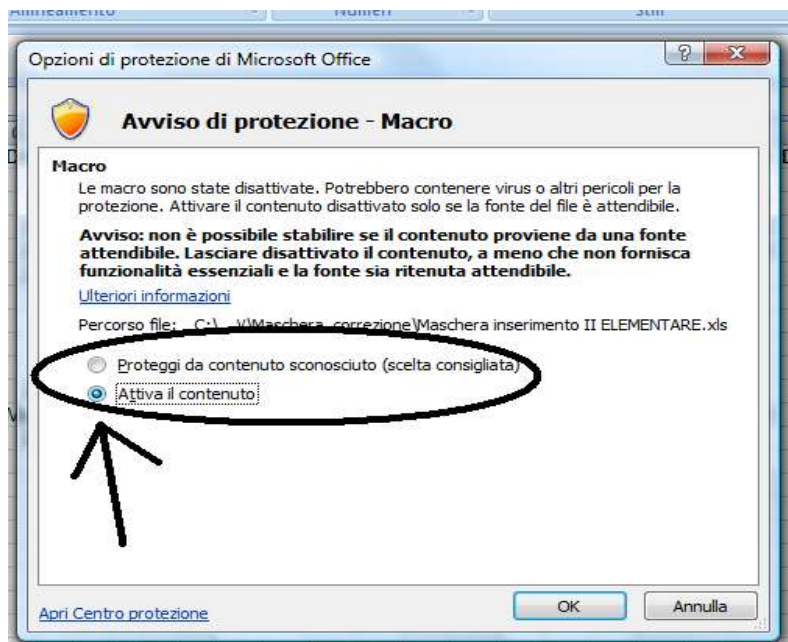 Allineamento Numeri Stili
Opzioni di protezione di Microsoft Office
Avviso di protezione - Macro
Macro
Le macro sono state disattivate. Potrebbero contenere virus o altri pericoli per la
protezione. Attivare il contenuto disattivato solo se la fonte del file è attendibile.
Avviso: non è possibile stabilire se il contenuto proviene da una fonte
attendibile. Lasciare disattivato il contenuto, a meno che non fornisca
funzionalità essenziali e la fonte sia ritenuta attendibile.
Ulteriori informazioni
Percorso file: C:\...\(\Maschera_correzione\Maschera inserimento II ELEMENTARE.xls
Proteggi da contenuto sconosciuto (scelta consigliata)
Attiva il contenuto
Apri Centro protezione
OK
Annulla